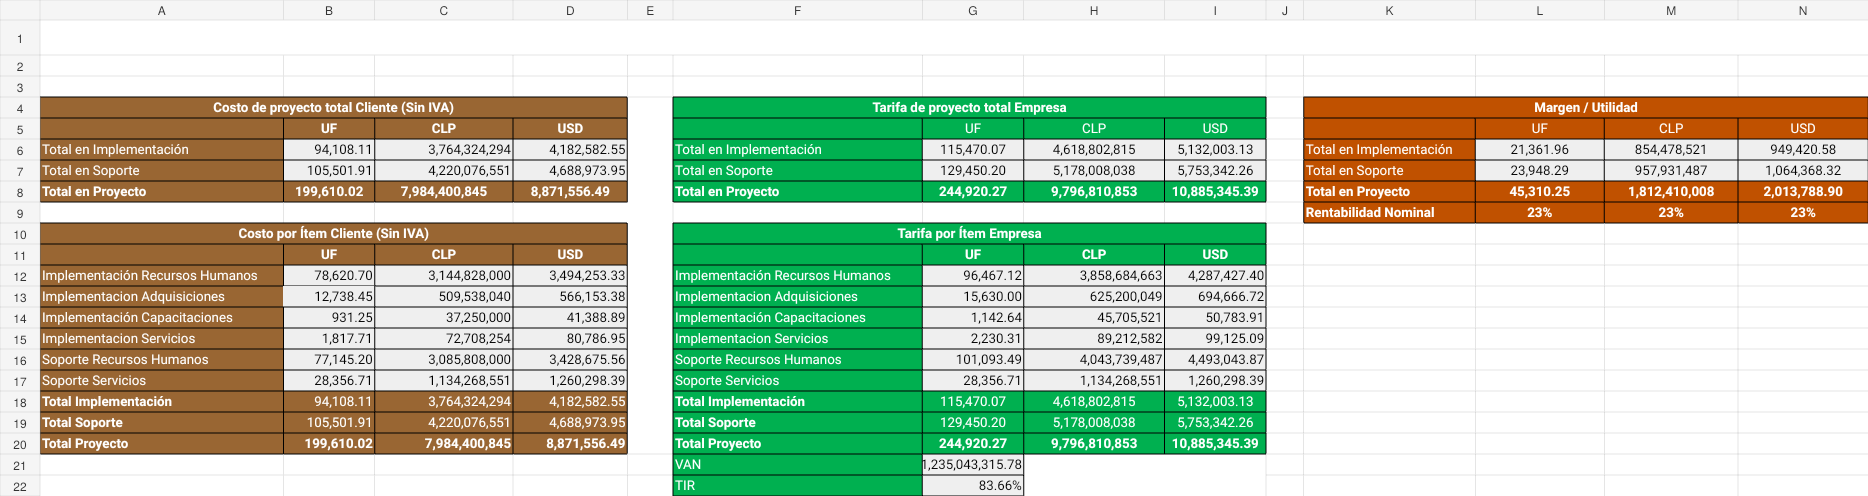 A B C D E F G H I J K L M N
1
2
3
4 Costo de proyecto total Cliente (Sin IVA) Tarifa de proyecto total Empresa Margen / Utilidad
5 UF CLP USD UF CLP USD UF CLP USD
6 Total en Implementación 94,108.11 3,764,324,294 4,182,582.55 Total en Implementación 115,470.07 4,618,802,815 5,132,003.13 Total en Implementación 21,361.96 854,478,521 949,420.58
7 Total en Soporte 105,501.91 4,220,076,551 4,688,973.95 Total en Soporte 129,450.20 5,178,008,038 5,753,342.26 Total en Soporte 23,948.29 957,931,487 1,064,368.32
8 Total en Proyecto 199,610.02 7,984,400,845 8,871,556.49 Total en Proyecto 244,920.27 9,796,810,853 10,885,345.39 Total en Proyecto 45,310.25 1,812,410,008 2,013,788.90
9 Rentabilidad Nominal 23% 23% 23%
10 Costo por Ítem Cliente (Sin IVA) Tarifa por Ítem Empresa
11 UF CLP USD UF CLP USD
12 Implementación Recursos Humanos 78,620.70 3,144,828,000 3,494,253.33 Implementación Recursos Humanos 96,467.12 3,858,684,663 4,287,427.40
13 Implementacion Adquisiciones 12,738.45 509,538,040 566,153.38 Implementacion Adquisiciones 15,630.00 625,200,049 694,666.72
14 Implementación Capacitaciones 931.25 37,250,000 41,388.89 Implementación Capacitaciones 1,142.64 45,705,521 50,783.91
15 Implementacion Servicios 1,817.71 72,708,254 80,786.95 Implementacion Servicios 2,230.31 89,212,582 99,125.09
16 Soporte Recursos Humanos 77,145.20 3,085,808,000 3,428,675.56 Soporte Recursos Humanos 101,093.49 4,043,739,487 4,493,043.87
17 Soporte Servicios 28,356.71 1,134,268,551 1,260,298.39 Soporte Servicios 28,356.71 1,134,268,551 1,260,298.39
18 Total Implementación 94,108.11 3,764,324,294 4,182,582.55 Total Implementación 115,470.07 4,618,802,815 5,132,003.13
19 Total Soporte 105,501.91 4,220,076,551 4,688,973.95 Total Soporte 129,450.20 5,178,008,038 5,753,342.26
20 Total Proyecto 199,610.02 7,984,400,845 8,871,556.49 Total Proyecto 244,920.27 9,796,810,853 10,885,345.39
21 VAN 1,235,043,315.78
22 TIR 83.66%